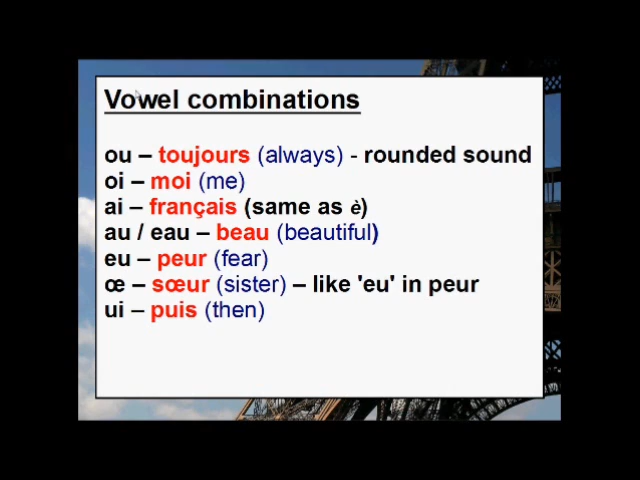 Vowel combinations
ou – toujours (always) - rounded sound
oi – moi (me)
ai – français (same as è)
au / eau – beau (beautiful)
eu – peur (fear)
œ – sœur (sister) – like 'eu' in peur
ui – puis (then)